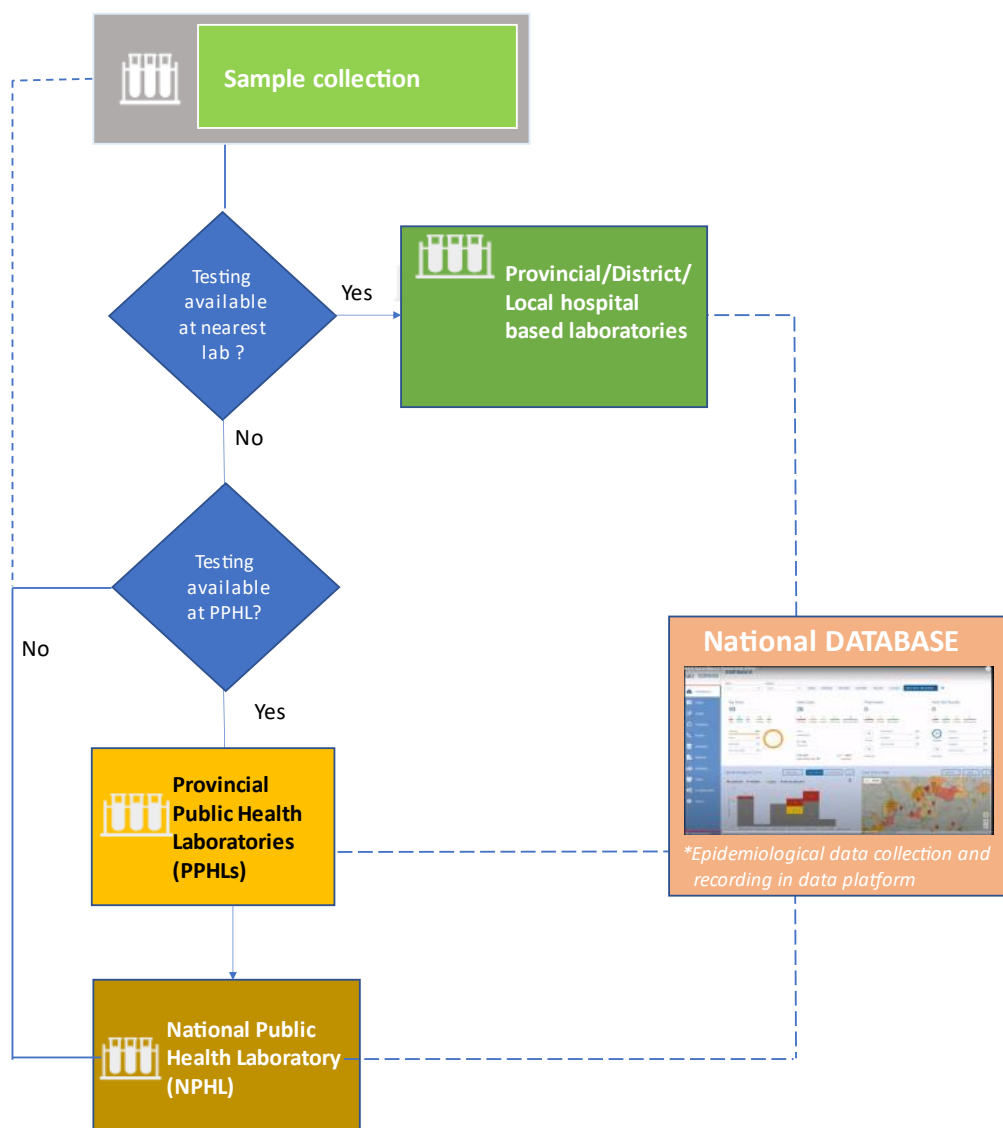 Sample collection
Testing
available
at nearest
lab ?
Yes
Provincial/District/
Local hospital
based laboratories
No
Testing
available
at PPHL?
No
Yes
National DATABASE
*Epidemiological data collection and
recording in data platform
Provincial
Public Health
Laboratories
(PPHLs)
National Public
Health Laboratory
(NPHL)